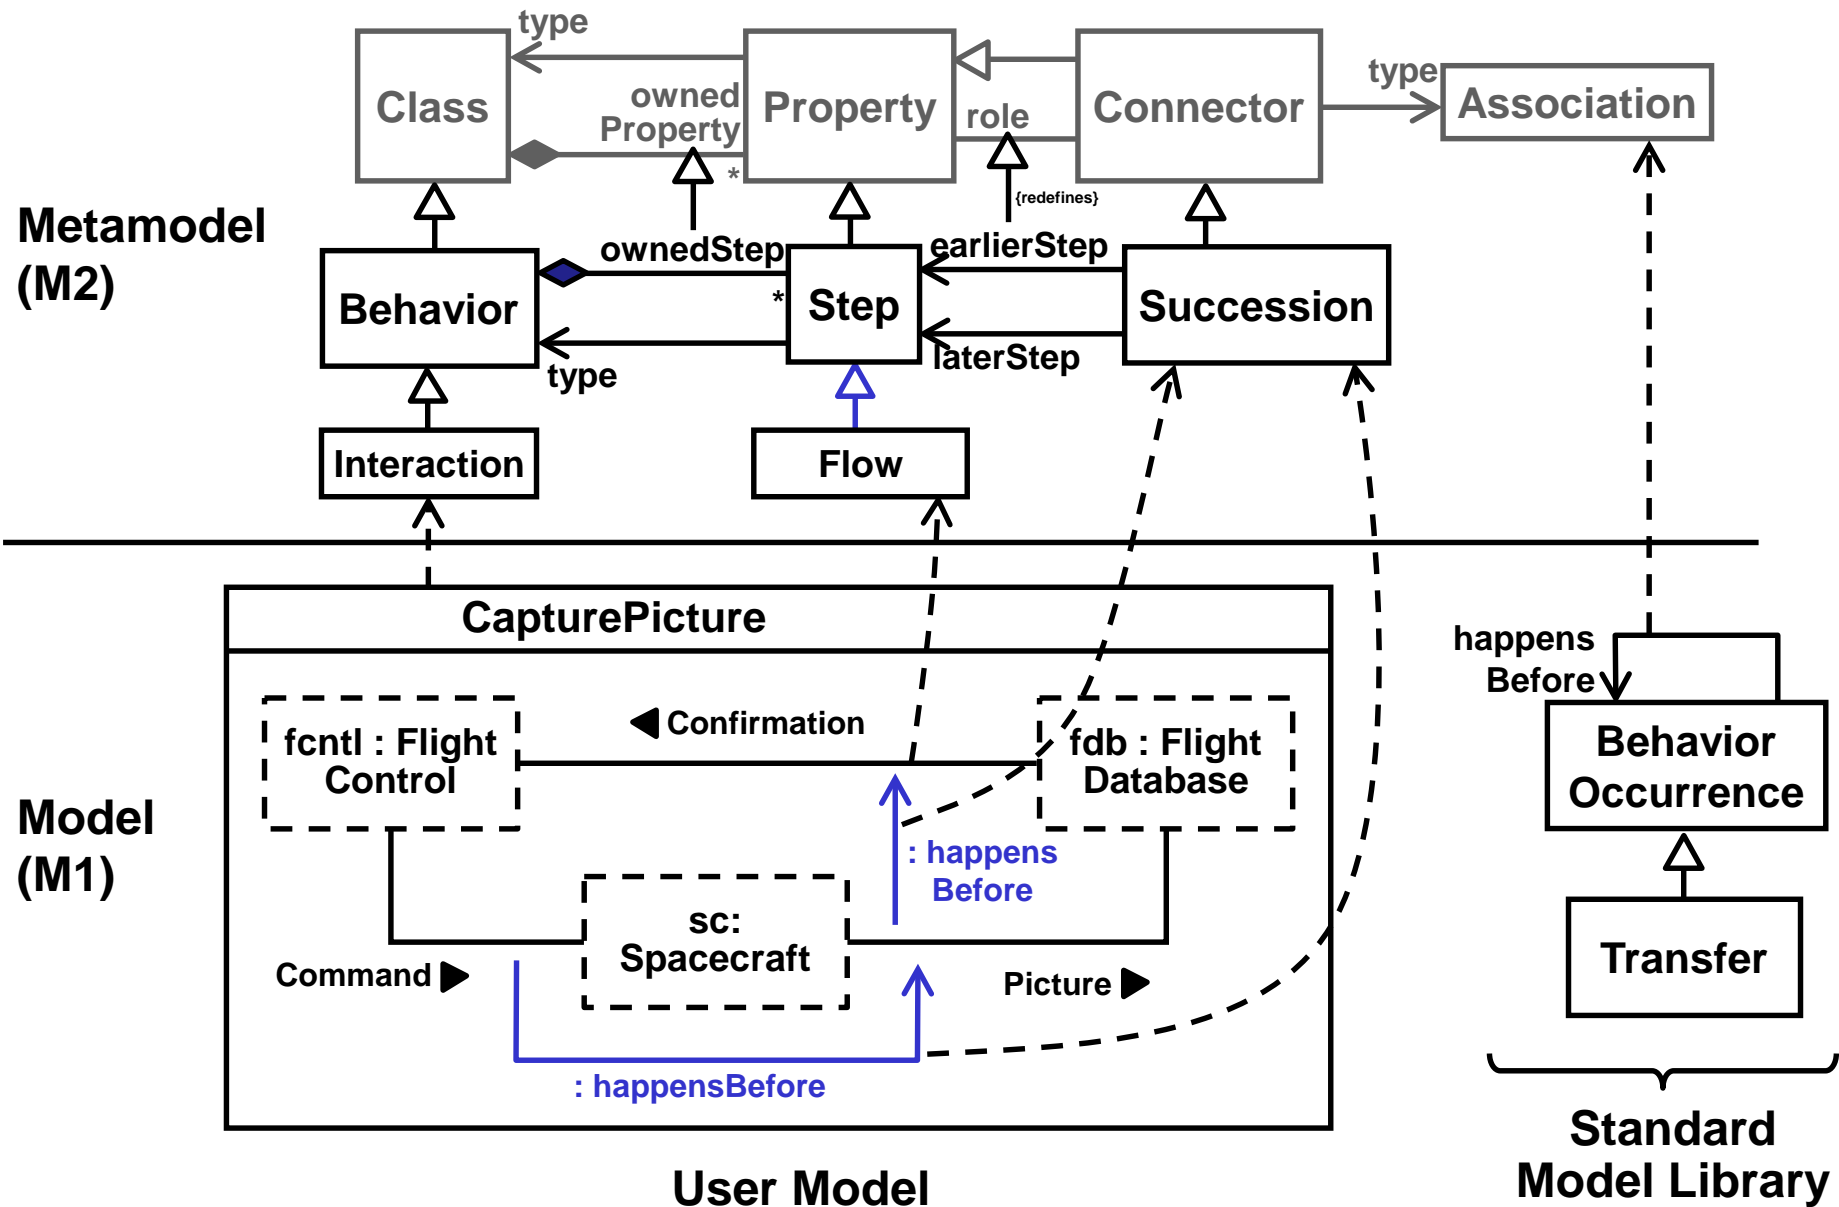 type
Class
owned
Property
*
Property
role
Connector
type
Association
{redefines}
Metamodel
(M2)
Behavior
ownedStep
*
type
Step
earlierStep
laterStep
Succession
Interaction
Flow
CapturePicture
fcntl : Flight
Control
Confirmation
fdb : Flight
Database
: happens
Before
sc:
Spacecraft
Command
Picture
: happensBefore
Model
(M1)
happens
Before
Behavior
Occurrence
Transfer
Standard
Model Library
User Model